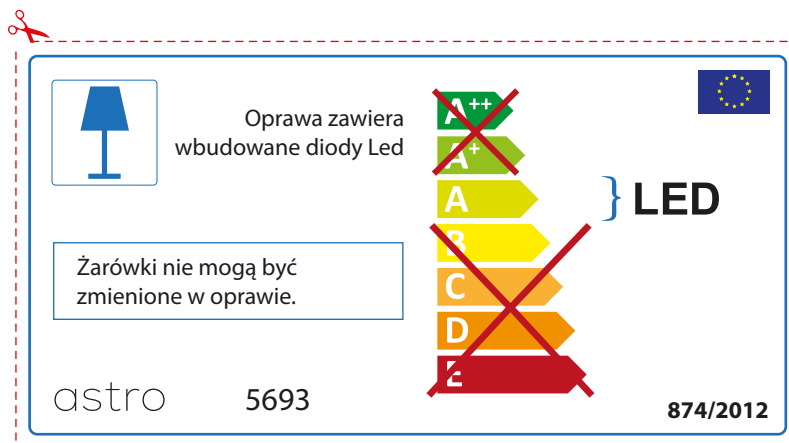 Oprawa zawiera
wbudowane diody Led
A++
A+
A
B
C
D
E
LED
Żarówki nie mogą być
zmienione w oprawie.
astro
5693
874/2012